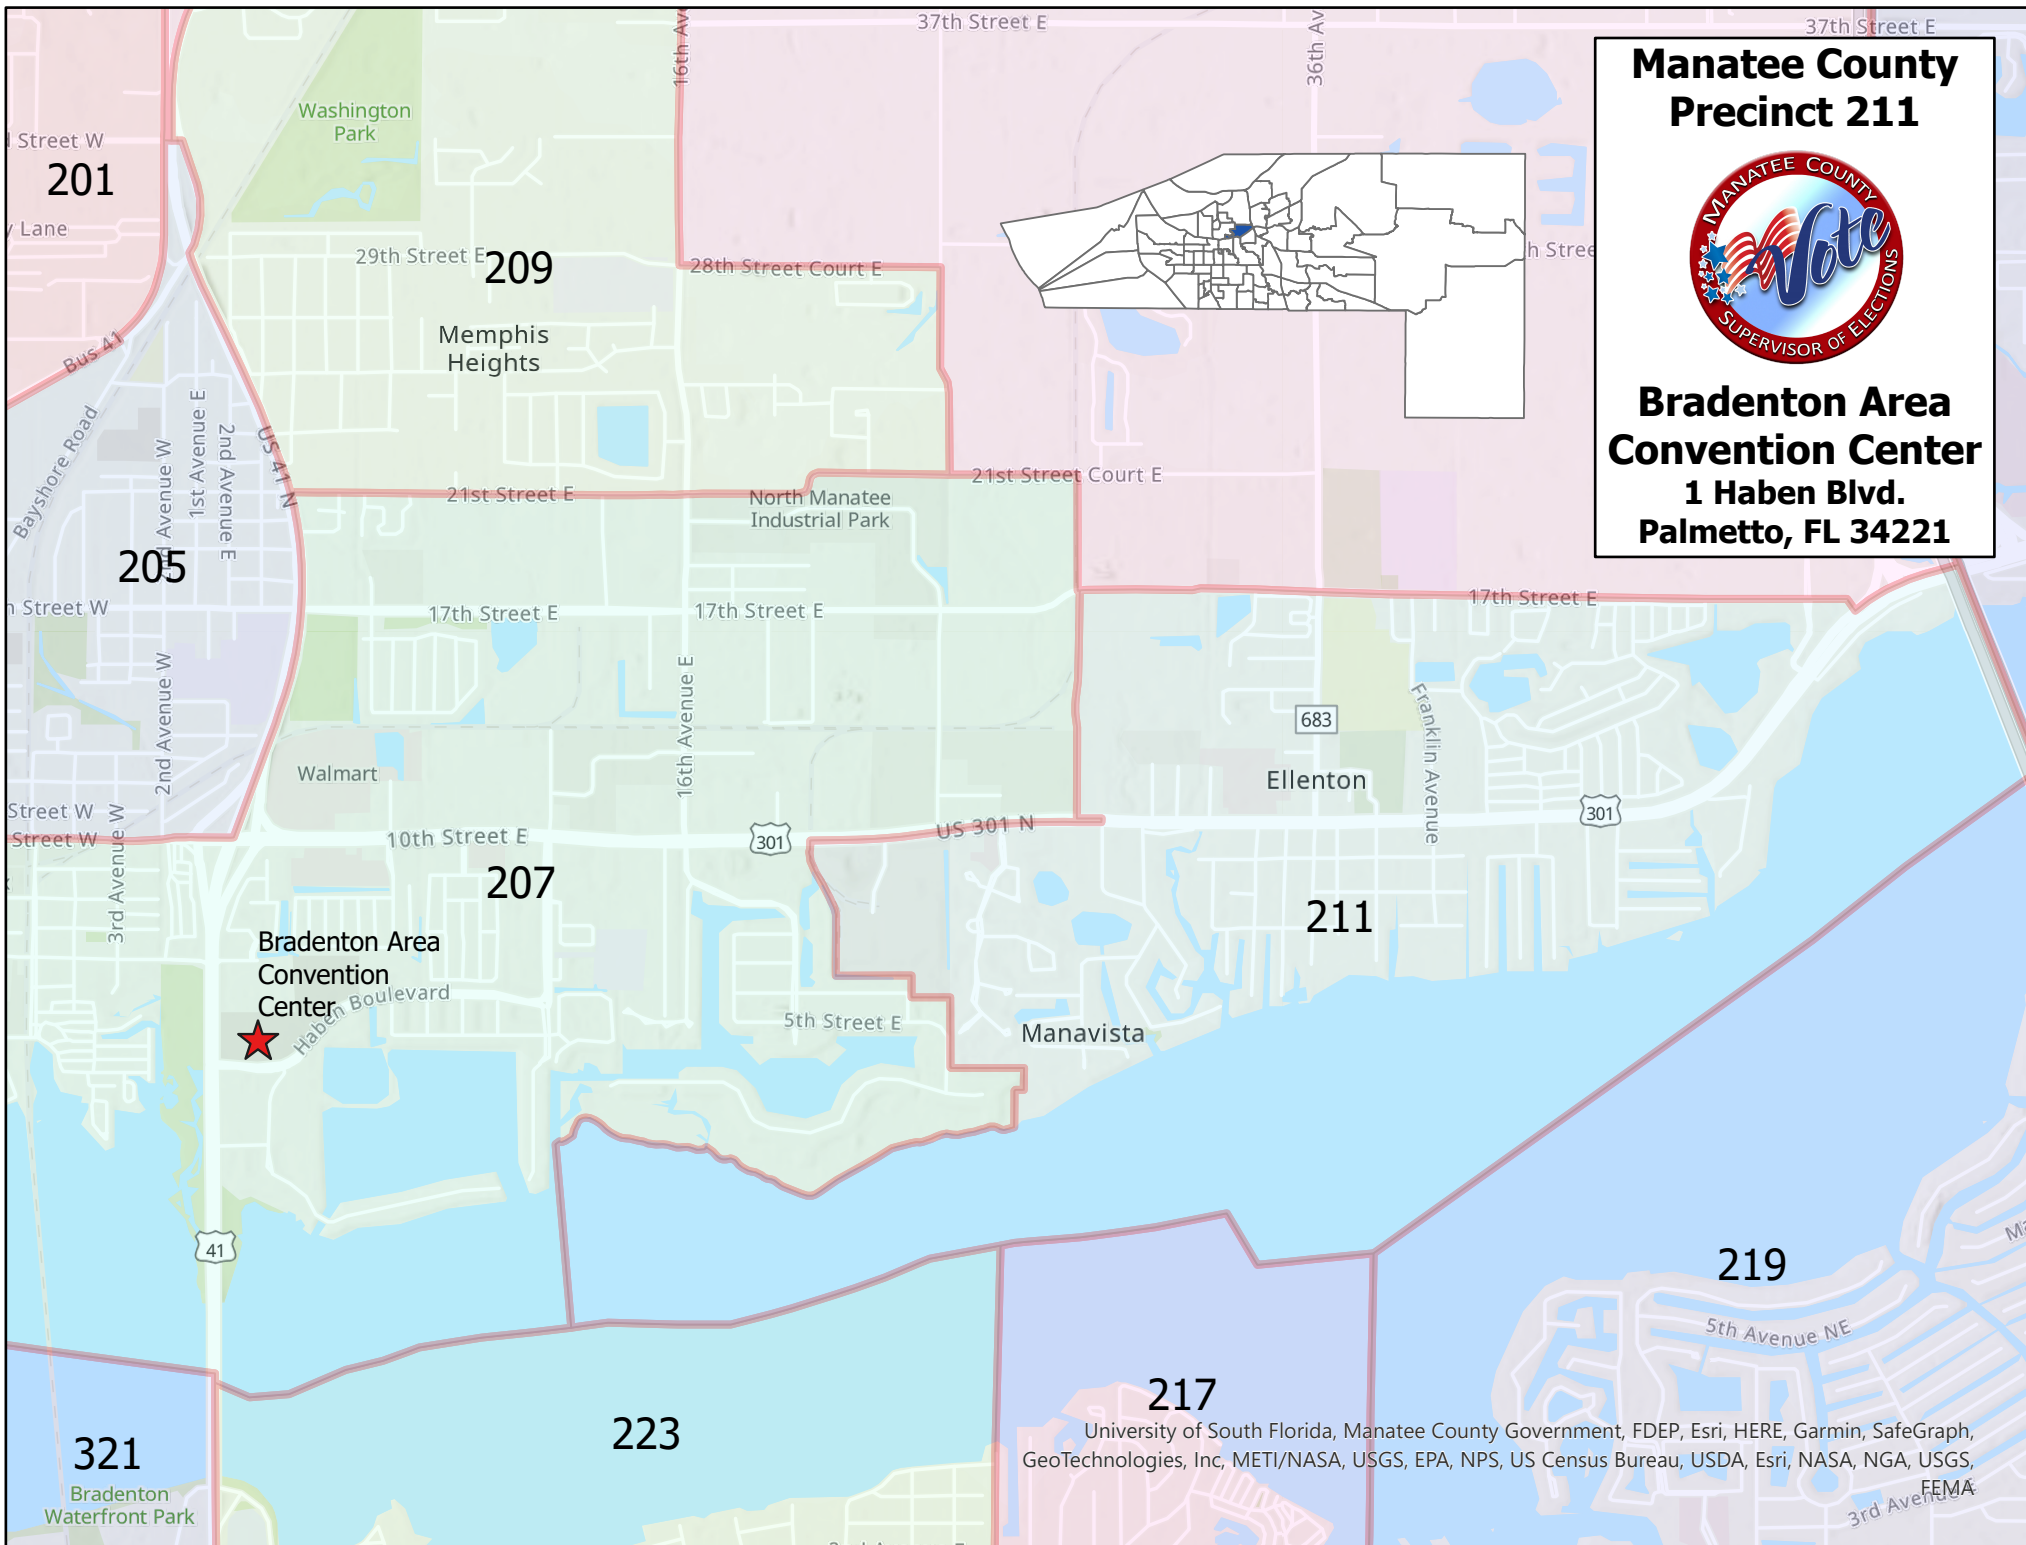 37th Street E
37th Street E
16th Av
36th Av
Manatee County
Precinct 211
MANATEE COUNTY
Vote
SUPERVISOR OF ELECTIONS
Bradenton Area
Convention Center
1 Haben Blvd.
Palmetto, FL 34221
Washington
Park
Street W
201
Lane
29th Street E
209
28th Street Court E
h Stree
Memphis
Heights
Bus 41
Bayshore Road
2nd Avenue W
1st Avenue E
2nd Avenue E
US 41 N
21st Street E
21st Street Court E
North Manatee
Industrial Park
205
h Street W
17th Street E
17th Street E
17th Street E
2nd Avenue W
16th Avenue E
683
Franklin Avenue
Walmart
Ellenton
Street W
Street W
3rd Avenue W
10th Street E
301
US 301 N
301
207
211
Bradenton Area
Convention
Center
Haben Boulevard
5th Street E
Manavista
41
219
Ma
5th Avenue NE
217
223
321
Bradenton
Waterfront Park
University of South Florida, Manatee County Government, FDEP, Esri, HERE, Garmin, SafeGraph,
GeoTechnologies, Inc, METI/NASA, USGS, EPA, NPS, US Census Bureau, USDA, Esri, NASA, NGA, USGS,
FEMA
3rd Avenue E